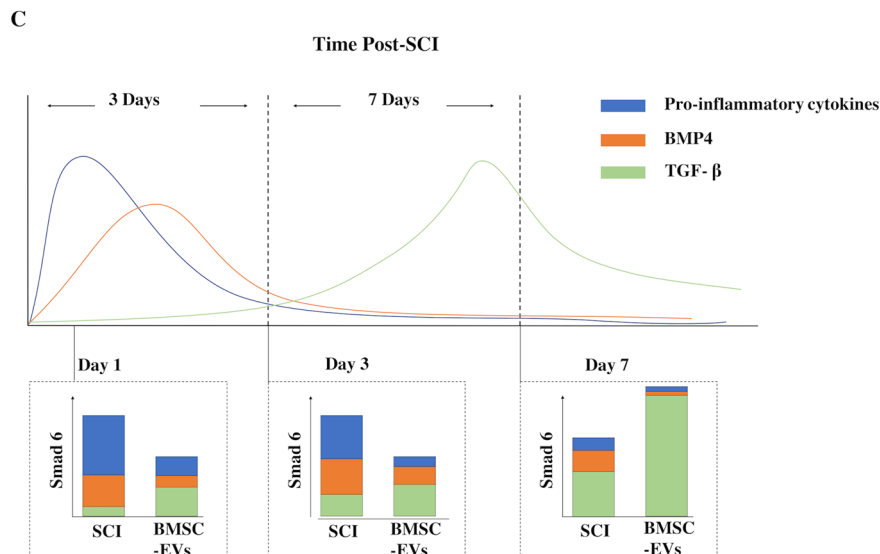 C
Time Post-SCI
3 Days
7 Days
Pro-inflammatory cytokines
BMP4
TGF- β
Day 1
Day 3
Day 7
Smad 6
SCI
BMSC
-EVs
Smad 6
SCI
BMSC
-EVs
Smad 6
SCI
BMSC
-EVs